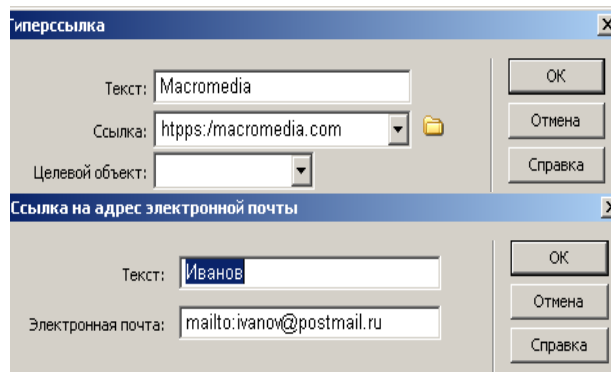 Гиперссылка
Текст: Macromedia
OK
Ссылка: htpps:/macromedia.com
Отмена
Целевой объект:
Справка
Ссылка на адрес электронной почты
Текст: Иванов
OK
Отмена
Электронная почта: mailto:ivanov@postmail.ru
Справка